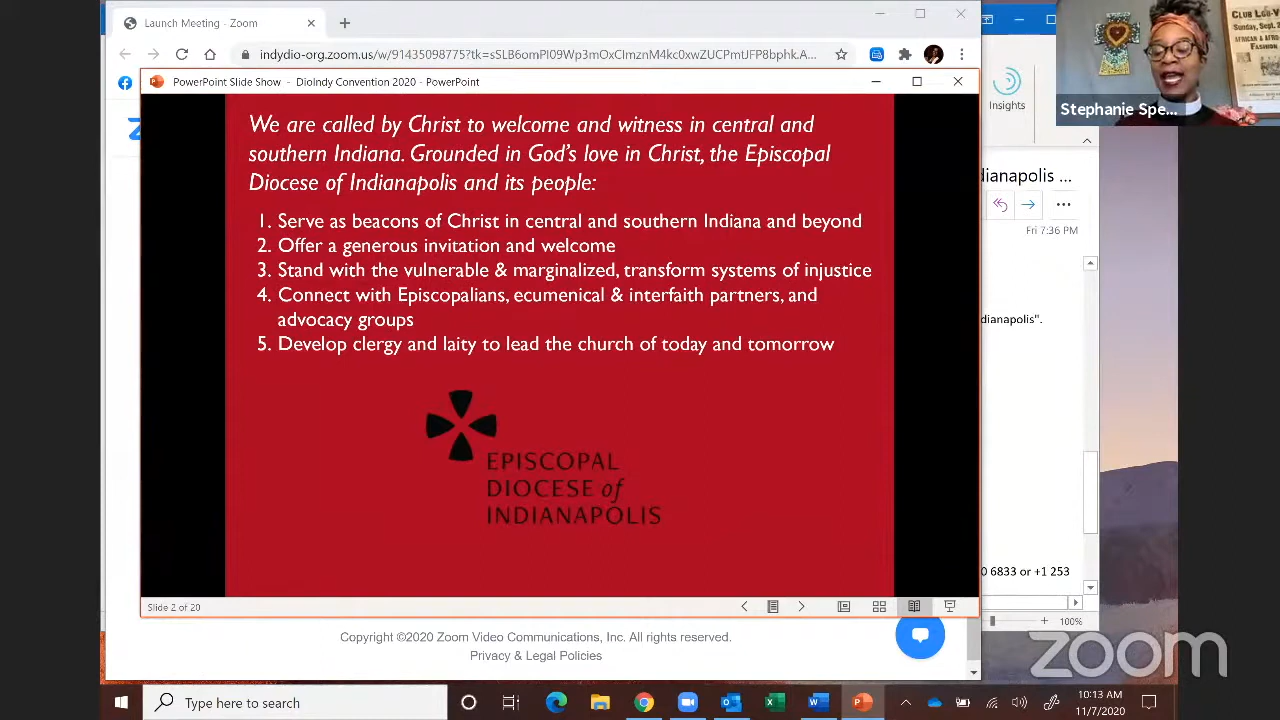 Launch Meeting - Zoom
indydio-org.zoom.us/w/
PowerPoint Slide Show - DioIndy Convention 2020 - PowerPoint
We are called by Christ to welcome and witness in central and
southern Indiana. Grounded in God's love in Christ, the Episcopal
Diocese of Indianapolis and its people:
1. Serve as beacons of Christ in central and southern Indiana and beyond
2. Offer a generous invitation and welcome
3. Stand with the vulnerable & marginalized, transform systems of injustice
4. Connect with Episcopalians, ecumenical & interfaith partners, and
advocacy groups
5. Develop clergy and laity to lead the church of today and tomorrow
EPISCOPAL
DIOCESE of
INDIANAPOLIS
Slide 2 of 20
Copyright ©2020 Zoom Video Communications, Inc. All rights reserved.
Privacy & Legal Policies
Insights
Stephanie Spe...
Sunday, Sept.
AFRICAN &
FASHION
dianapolis ...
Fri 7:36 PM
dianapolis".
0 6833 or +1 253
100%
zoom
Type here to search
10:13 AM
11/7/2020